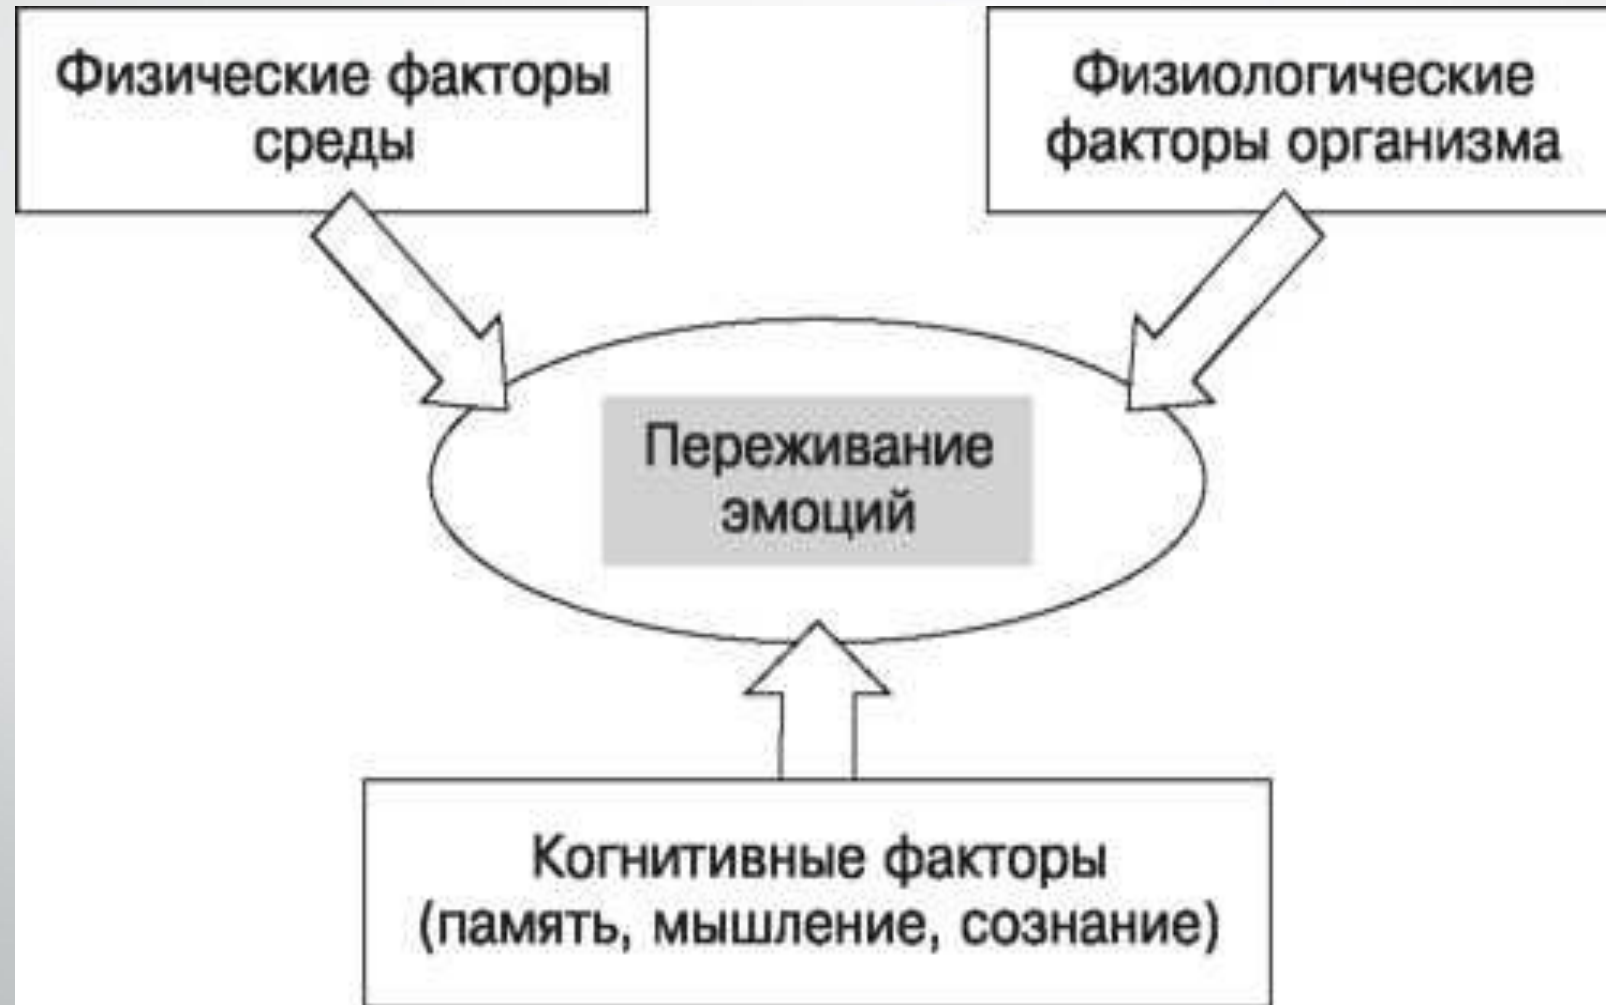 Физические факторы
среды
Физиологические
факторы организма
Переживание
эмоций
Когнитивные факторы
(память, мышление, сознание)